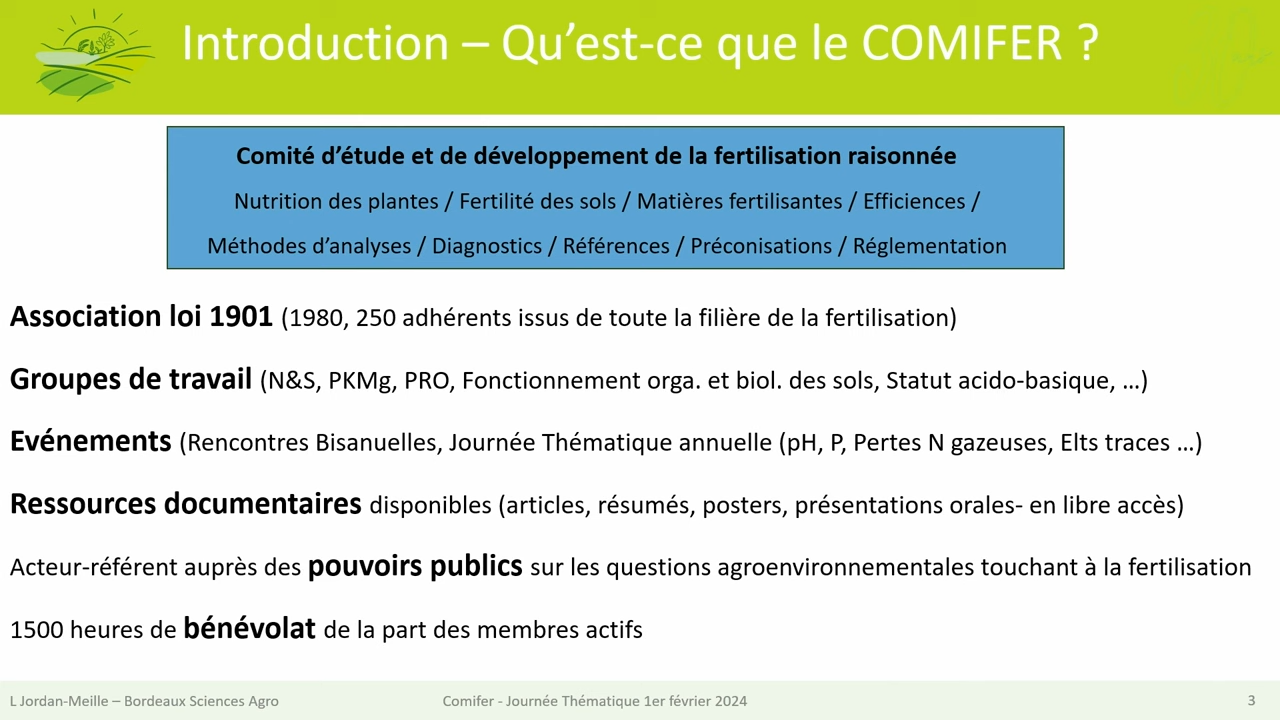 Introduction – Qu’est-ce que le COMIFER ?
Comité d’étude et de développement de la fertilisation raisonnée
Nutrition des plantes / Fertilité des sols / Matières fertilisantes / Efficiences /
Méthodes d’analyses / Diagnostics / Références / Préconisations / Réglementation
Association loi 1901 (1980, 250 adhérents issus de toute la filière de la fertilisation)
Groupes de travail (N&S, PKMg, PRO, Fonctionnement orga. et biol. des sols, Statut acido-basique, …)
Evénements (Rencontres Bisanuelles, Journée Thématique annuelle (pH, P, Pertes N gazeuses, Elts traces …)
Ressources documentaires disponibles (articles, résumés, posters, présentations orales- en libre accès)
Acteur-référent auprès des pouvoirs publics sur les questions agroenvironnementales touchant à la fertilisation
1500 heures de bénévolat de la part des membres actifs
L Jordan-Meille – Bordeaux Sciences Agro
Comifer - Journée Thématique 1er février 2024
3